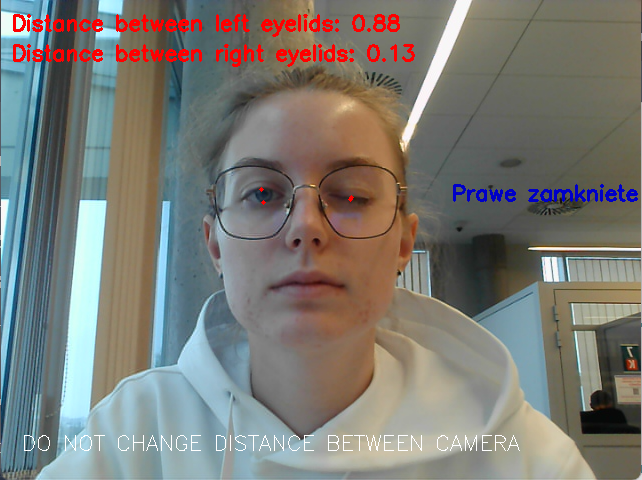 Distance between left eyelids: 0.88
Distance between right eyelids: 0.13
Prawe zamkniete
7
K
DO NOT CHANGE DISTANCE BETWEEN CAMERA